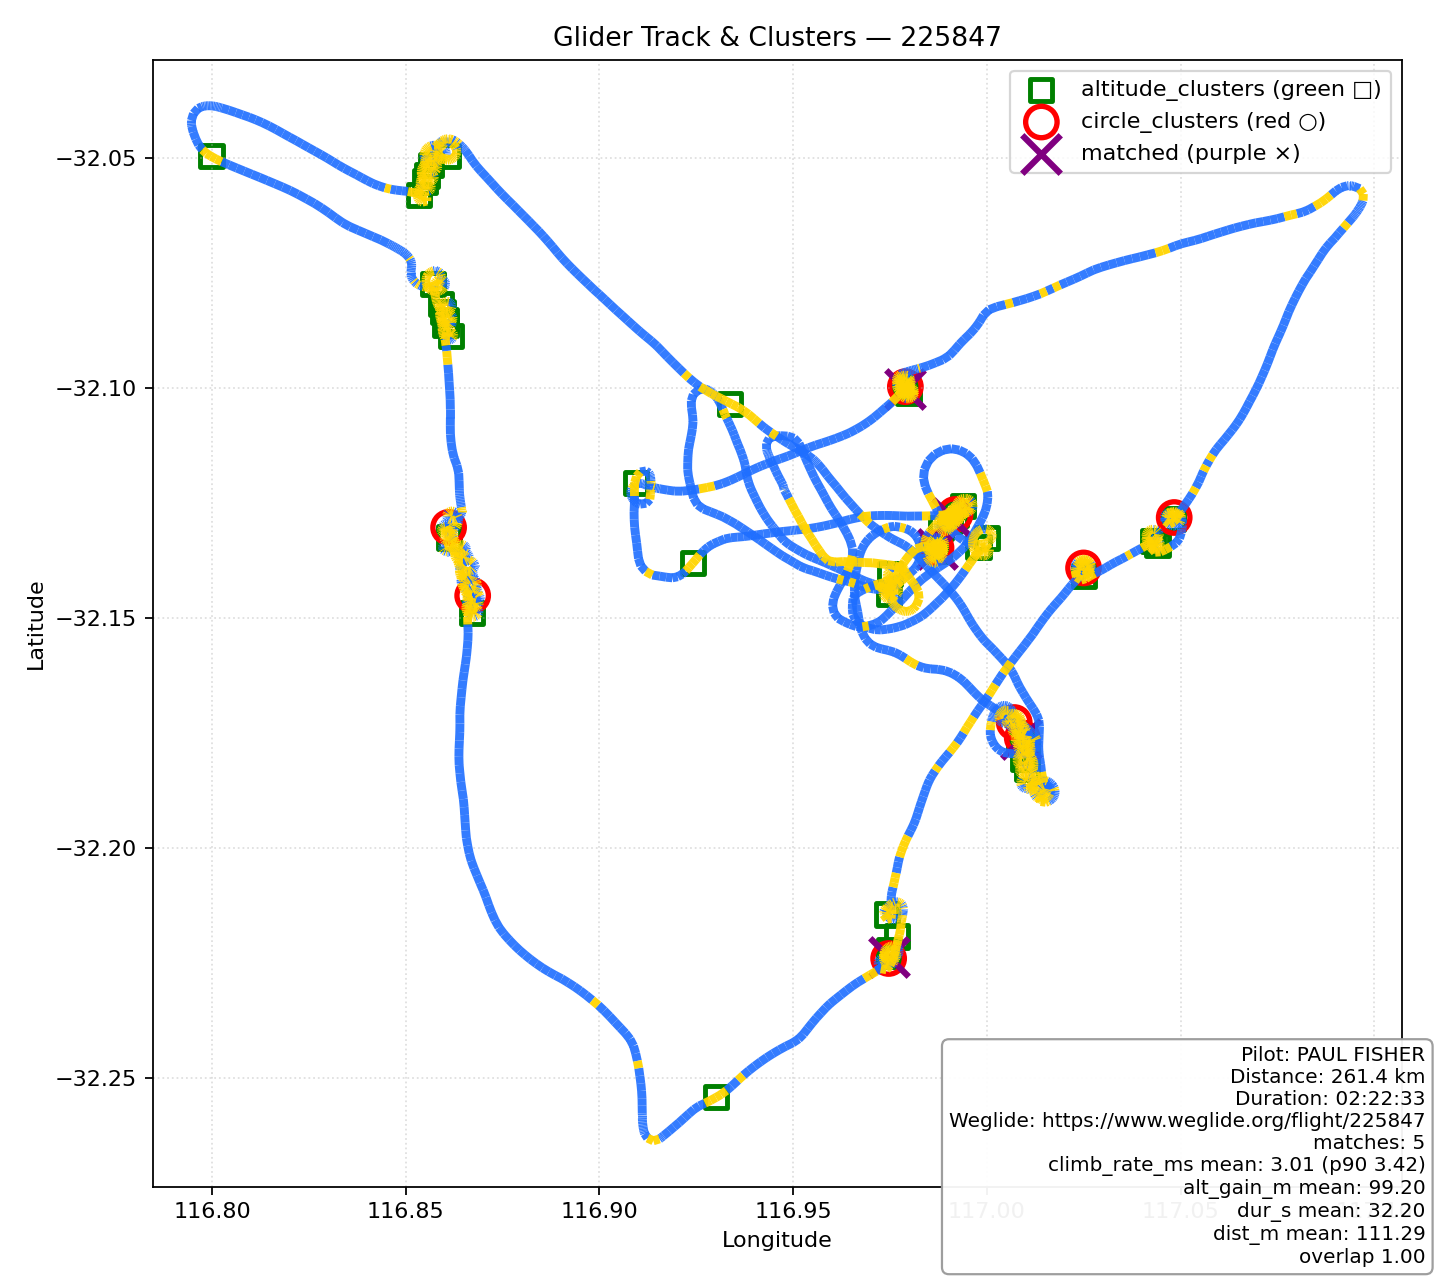 Glider Track & Clusters — 225847
altitude_clusters (green □)
circle_clusters (red ○)
matched (purple ×)
−32.05
−32.10
−32.15
−32.20
−32.25
Latitude
116.80
116.85
116.90
116.95
117.00
117.05
Longitude
Pilot: PAUL FISHER
Distance: 261.4 km
Duration: 02:22:33
Weglide: https://www.weglide.org/flight/225847
matches: 5
climb_rate_ms mean: 3.01 (p90 3.42)
alt_gain_m mean: 99.20
dur_s mean: 32.20
dist_m mean: 111.29
overlap 1.00